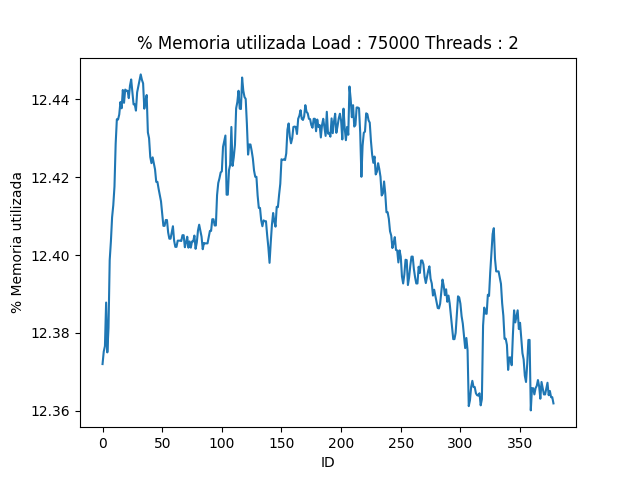 % Memoria utilizada Load : 75000 Threads : 2
% Memoria utilizada
12.44
12.42
12.40
12.38
12.36
0 50 100 150 200 250 300 350
ID